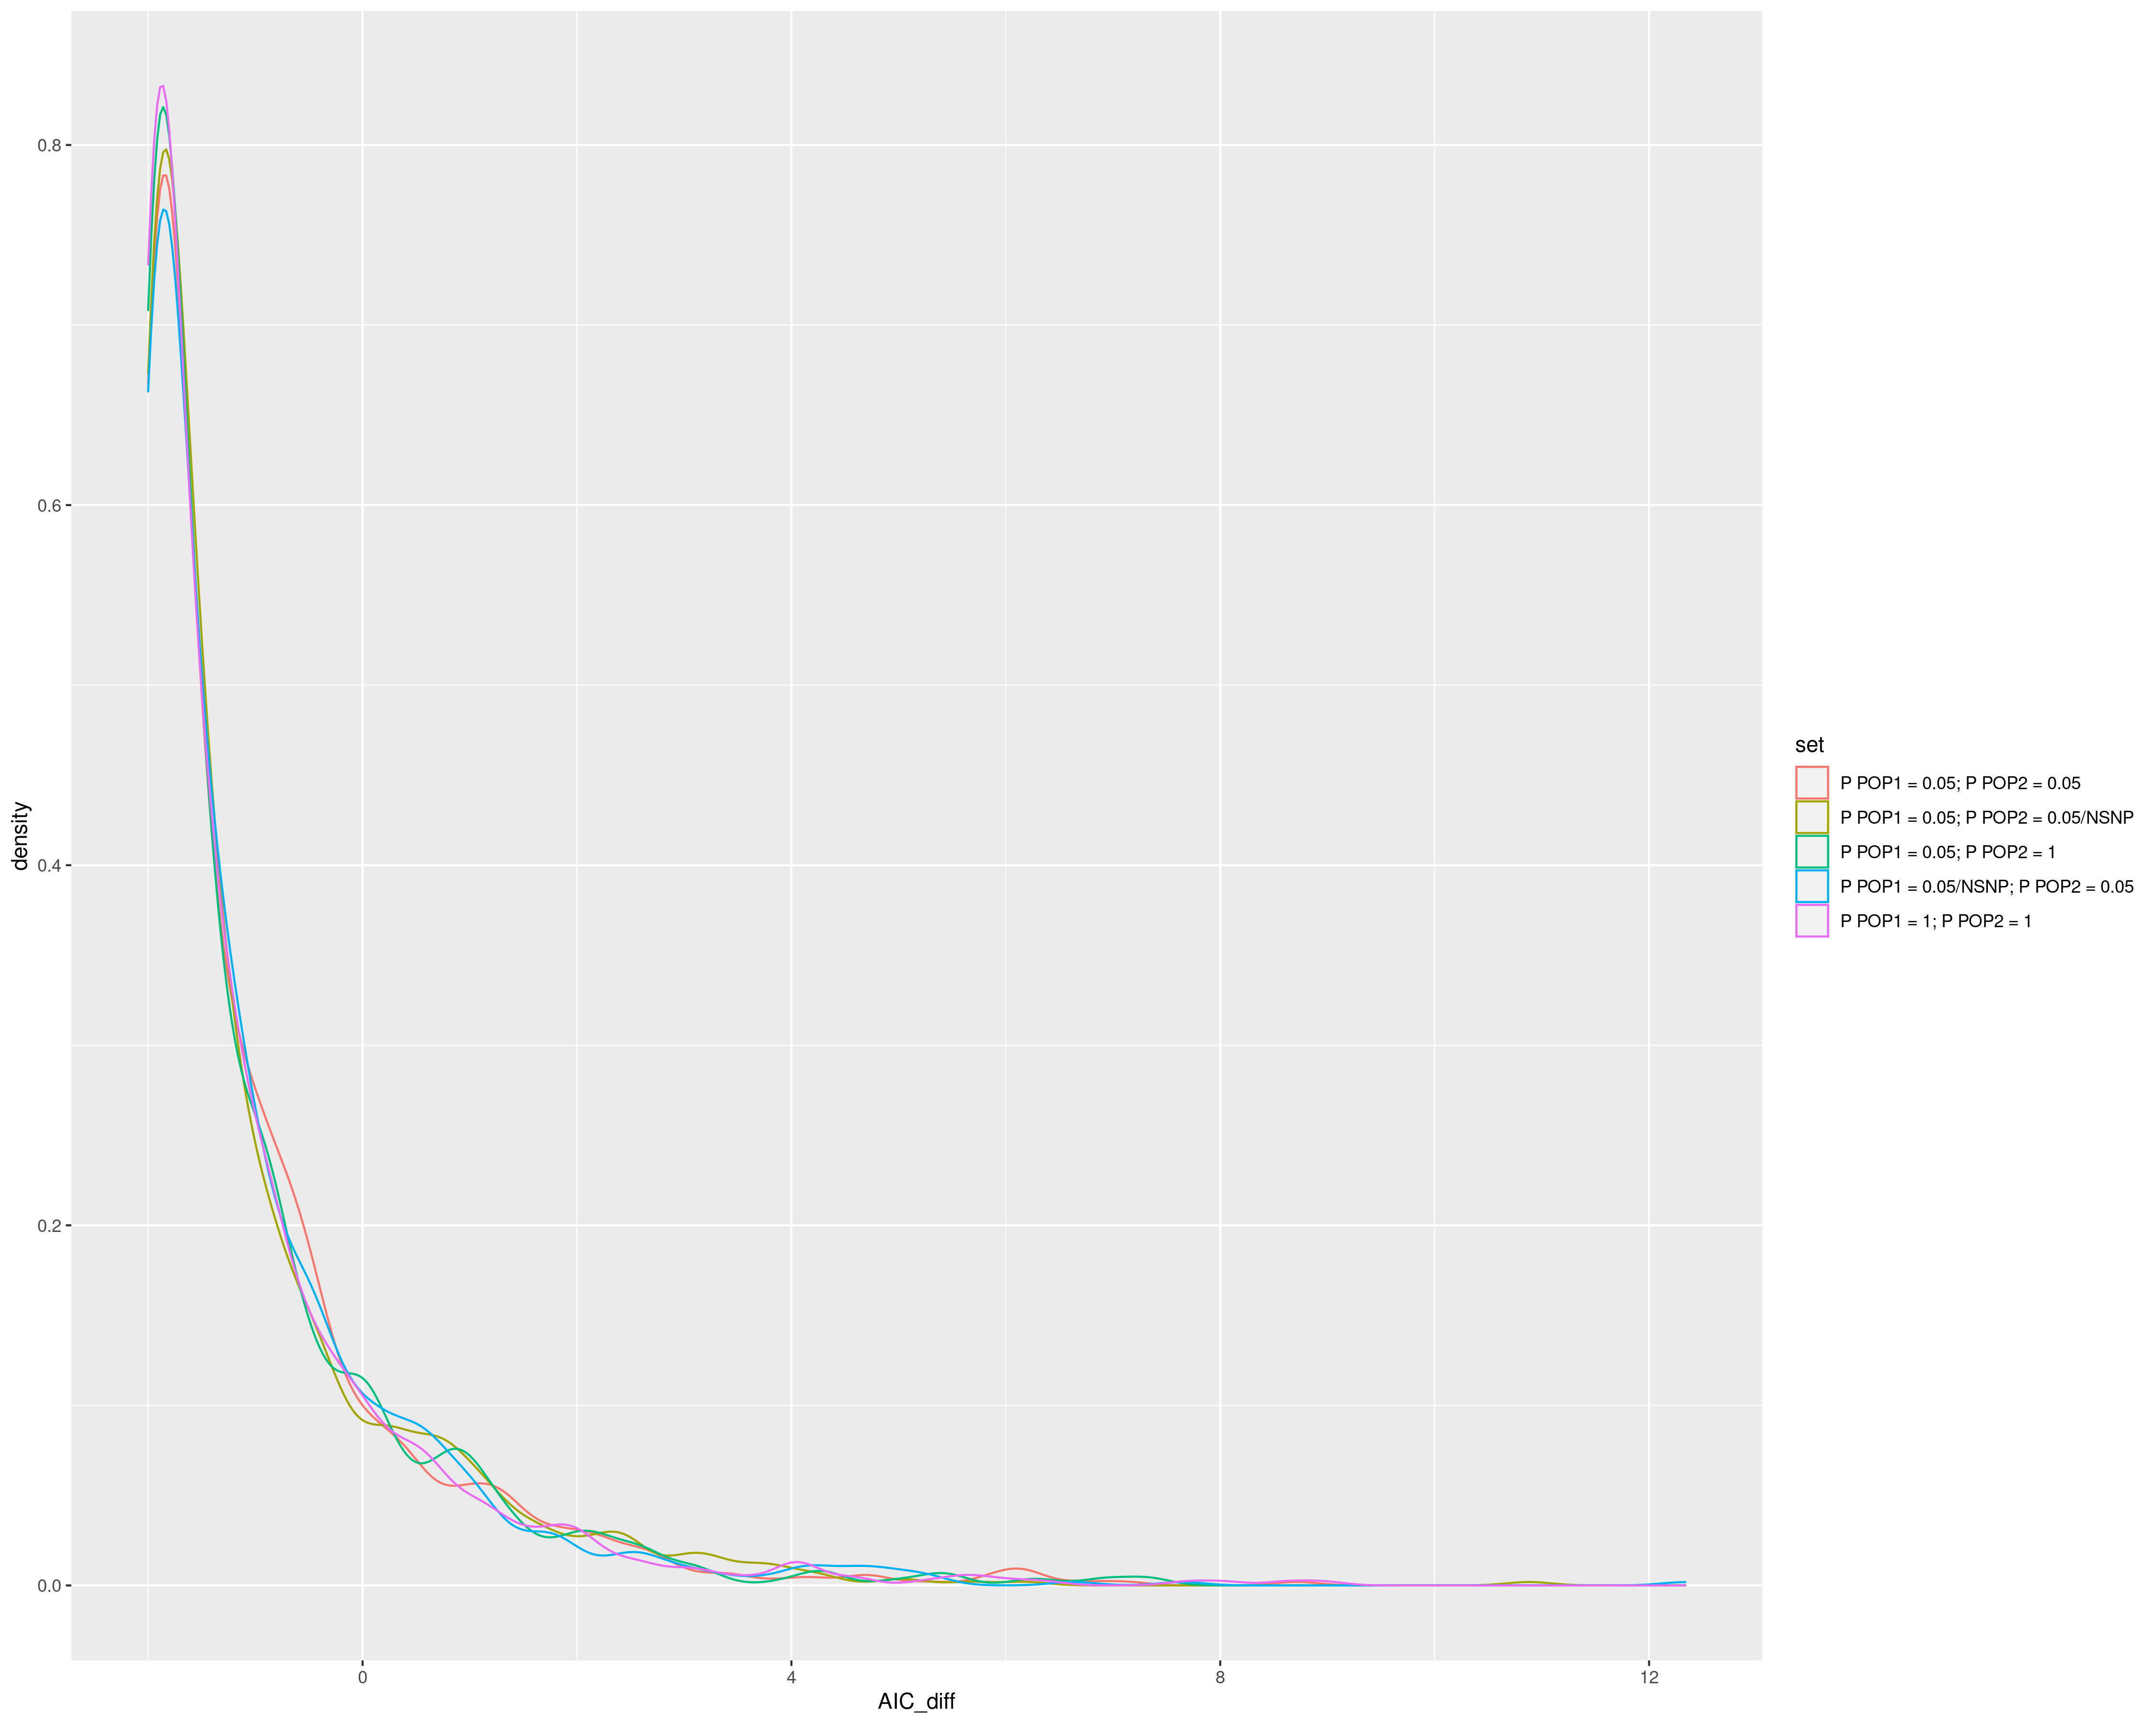 density
0.8
0.6
0.4
0.2
0.0
0
4
8
12
AIC_diff
set
P POP1 = 0.05; P POP2 = 0.05
P POP1 = 0.05; P POP2 = 0.05/NSNP
P POP1 = 0.05; P POP2 = 1
P POP1 = 0.05/NSNP; P POP2 = 0.05
P POP1 = 1; P POP2 = 1